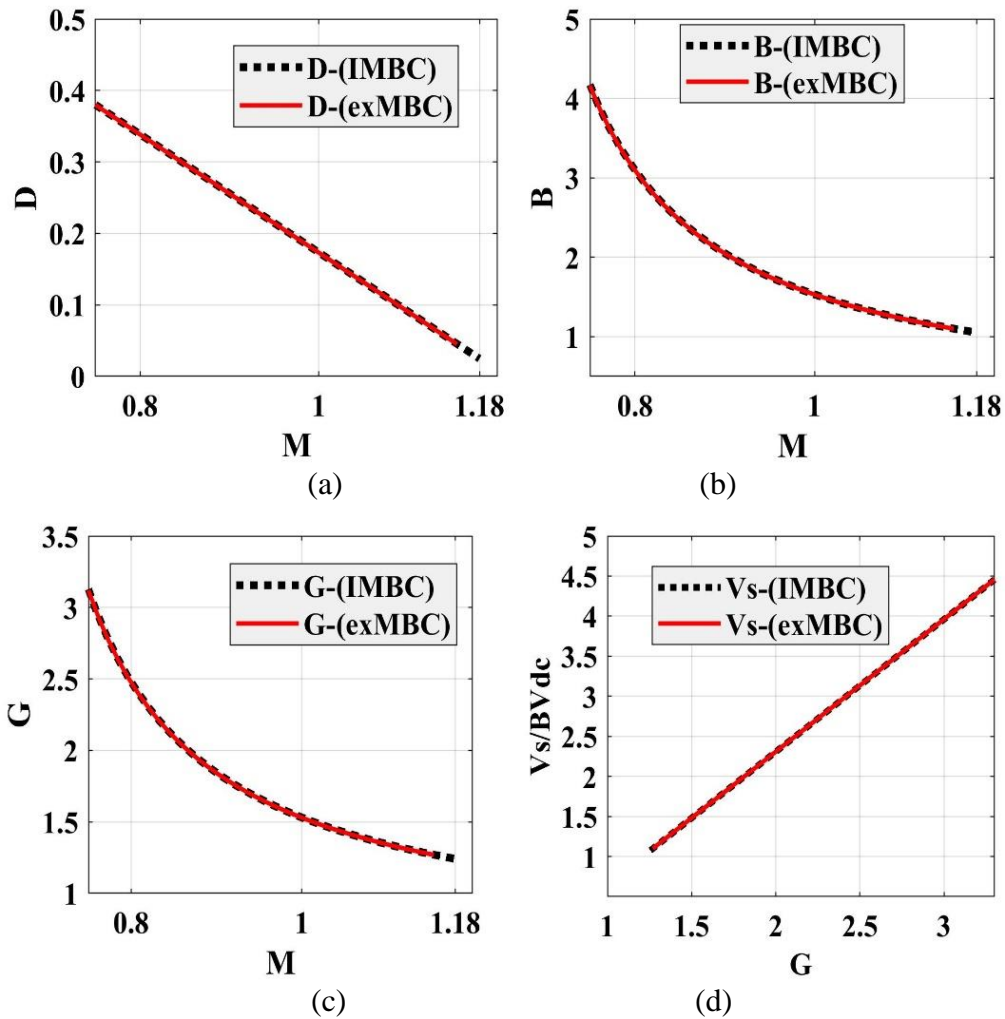 0.5
0.4
0.3
0.2
0.1
0
D
D-(IMBC)
D-(exMBC)
0.8 1 1.18
M
(a)
5
4
3
2
1
B
B-(IMBC)
B-(exMBC)
0.8 1 1.18
M
(b)
3.5
3
2.5
2
1.5
1
G
G-(IMBC)
G-(exMBC)
0.8 1 1.18
M
(c)
5
4.5
4
3.5
3
2.5
2
1.5
1
Vs/BVdc
Vs-(IMBC)
Vs-(exMBC)
1 1.5 2 2.5 3
G
(d)